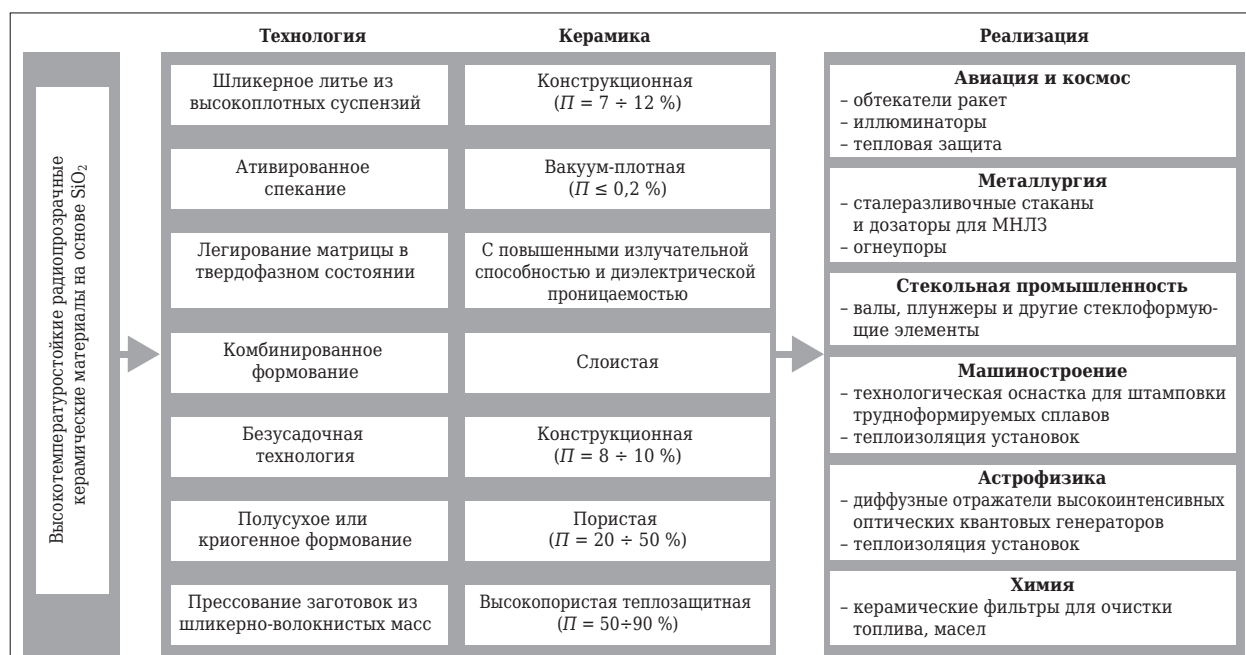 Технология
Керамика
Реализация
Высокотемпературостойкие радиопрозрачные
керамические материалы на основе SiO₂
Шликерное литье из
высокоплотных суспензий
Конструкционная
(П = 7 ÷ 12 %)
Ативированное
спекание
Вакуум-плотная
(П ≤ 0,2 %)
Легирование матрицы в
твердофазном состоянии
С повышенными излучательной
способностью и диэлектрической
проницаемостью
Комбинированное
формование
Слоистая
Безусадочная
технология
Конструкционная
(П = 8 ÷ 10 %)
Полусухое или
криогенное формование
Пористая
(П = 20 ÷ 50 %)
Прессование заготовок из
шликерно-волокнистых масс
Высокопористая теплозащитная
(П = 50÷90 %)
Авиация и космос
– обтекатели ракет
– иллюминаторы
– тепловая защита
Металлургия
– сталеразливочные стаканы
и дозаторы для МНЛЗ
– огнеупоры
Стекольная промышленность
– валы, плунжеры и другие стеклоформую-
щие элементы
Машиностроение
– технологическая оснастка для штамповки
трудноформируемых сплавов
– теплоизоляция установок
Астрофизика
– диффузные отражатели высокоинтенсивных
оптических квантовых генераторов
– теплоизоляция установок
Химия
– керамические фильтры для очистки
топлива, масел